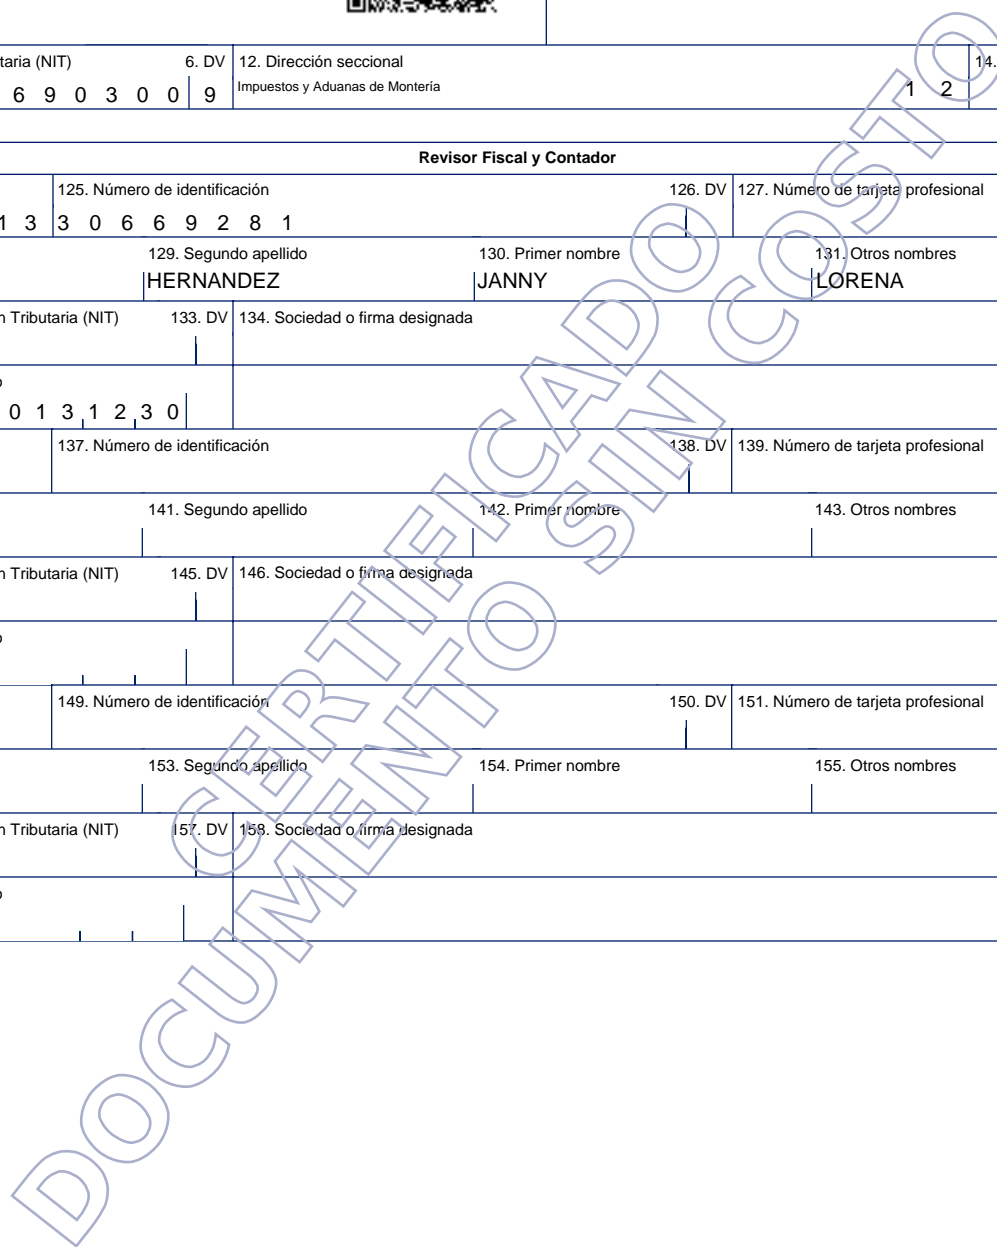 taria (NIT) 6. DV 12. Dirección seccional 14.
6 9 0 3 0 0 9 Impuestos y Aduanas de Montería 1 2
Revisor Fiscal y Contador
125. Número de identificación 126. DV 127. Número de tarjeta profesional
1 3 3 0 6 6 9 2 8 1
129. Segundo apellido 130. Primer nombre 131. Otros nombres
HERNANDEZ JANNY LORENA
n Tributaria (NIT) 133. DV 134. Sociedad o firma designada
o
0 1 3 1 2 3 0
137. Número de identificación 138. DV 139. Número de tarjeta profesional
141. Segundo apellido 142. Primer nombre 143. Otros nombres
n Tributaria (NIT) 145. DV 146. Sociedad o firma designada
o
149. Número de identificación 150. DV 151. Número de tarjeta profesional
153. Segundo apellido 154. Primer nombre 155. Otros nombres
n Tributaria (NIT) 157. DV 158. Sociedad o firma designada
o
CERTIFICADO
DOCUMENTO SIN COSTO